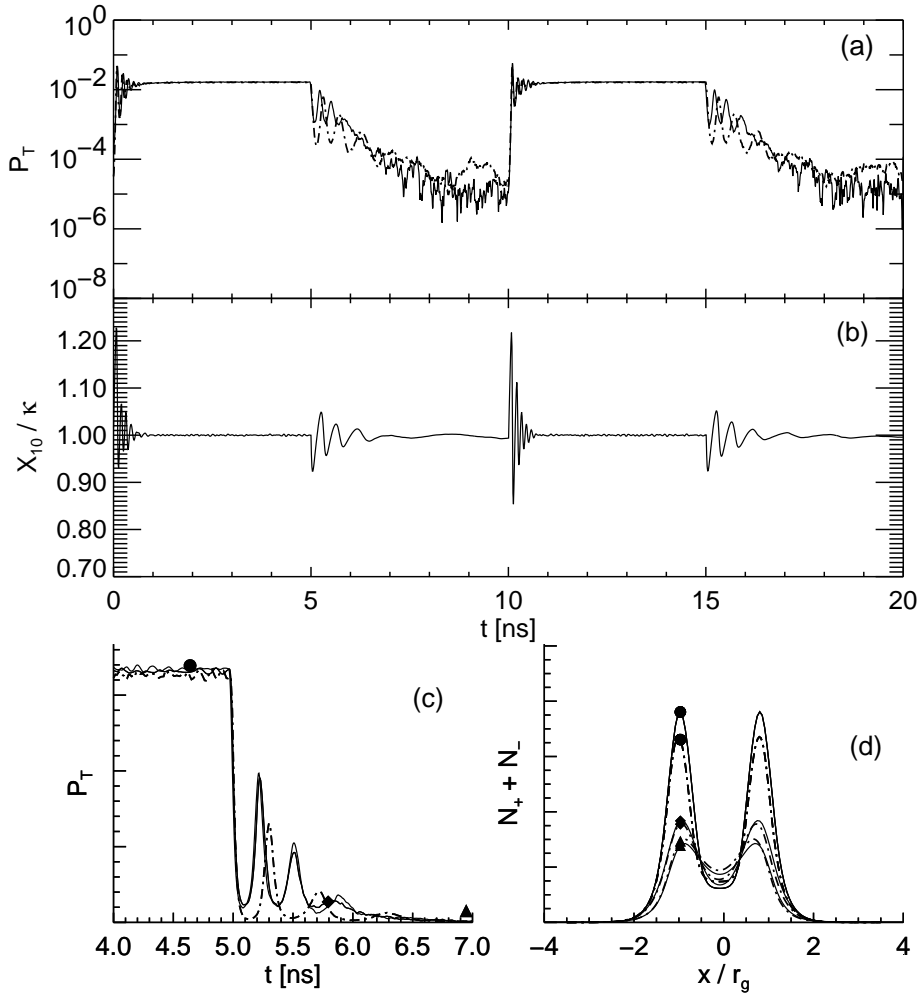 (a)
P_T
10^0
10^−2
10^−4
10^−6
10^−8
(b)
X_10 / κ
1.20
1.10
1.00
0.90
0.80
0.70
0 5 10 15 20
t [ns]
(c)
P_T
4.0 4.5 5.0 5.5 6.0 6.5 7.0
t [ns]
(d)
N_+ + N_−
−4 −2 0 2 4
x / r_g